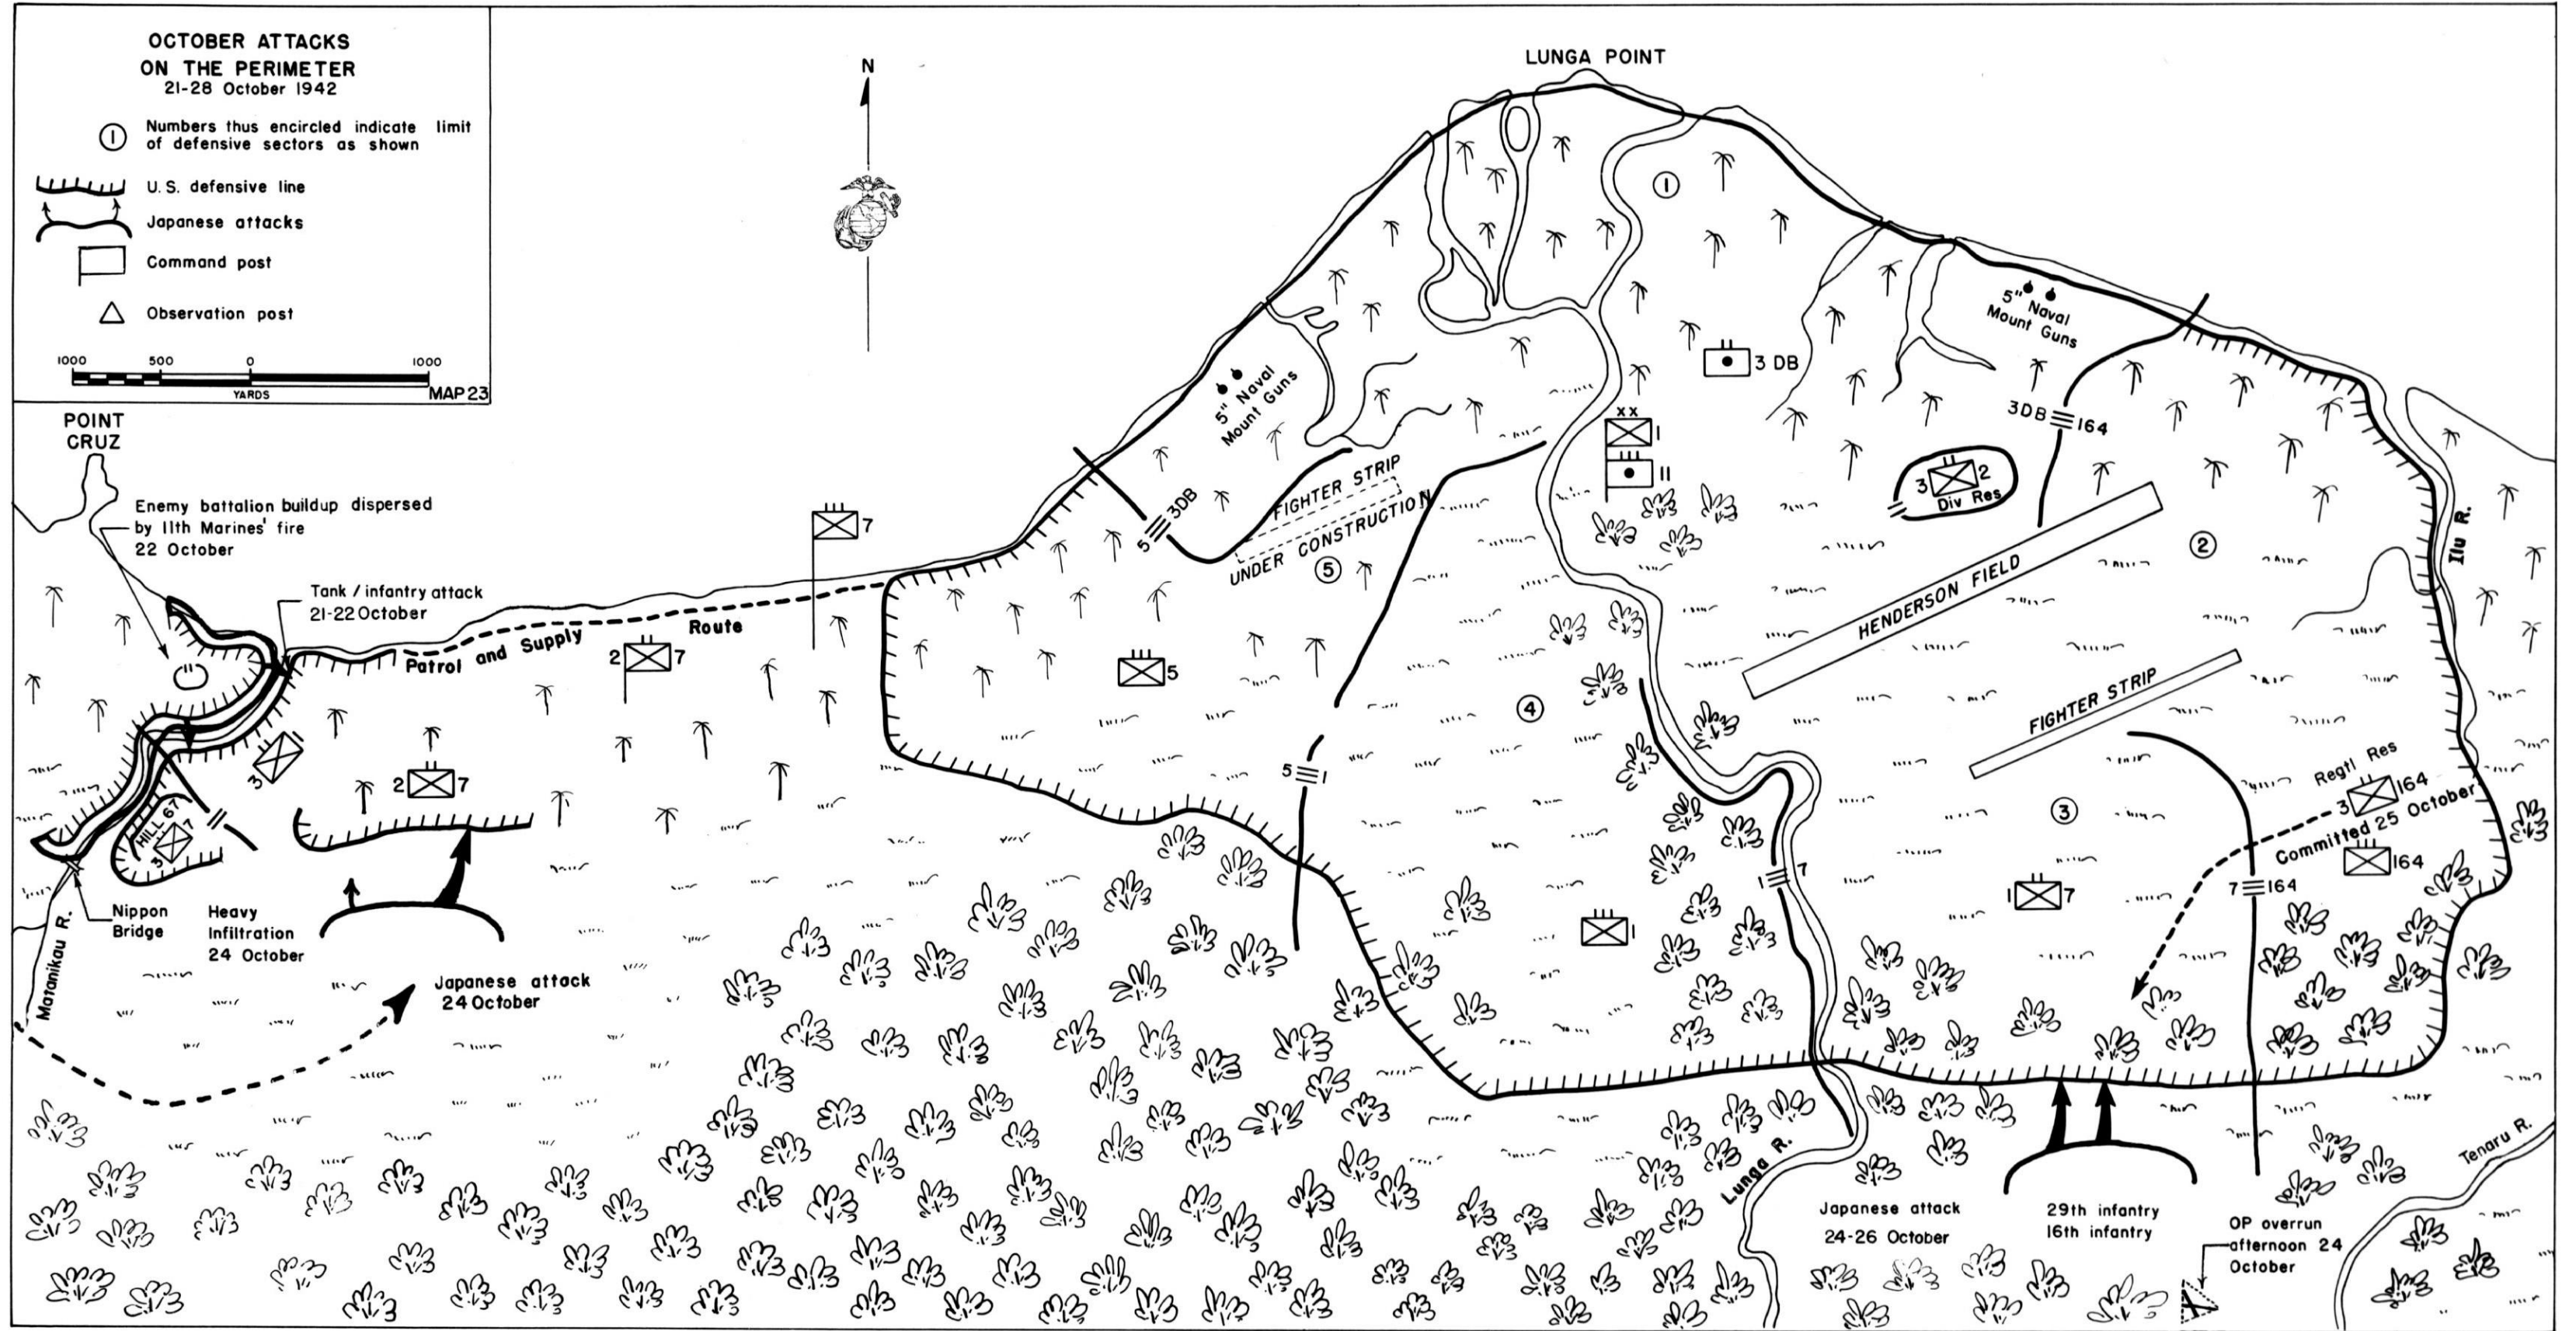 OCTOBER ATTACKS
ON THE PERIMETER
21-28 October 1942
1
Numbers thus encircled indicate limit
of defensive sectors as shown
U.S. defensive line
Japanese attacks
Command post
Observation post
1000 500 0 1000
YARDS
MAP 23
N
LUNGA POINT
1
5" Naval
Mount Guns
3 DB
5" Naval
Mount Guns
XX
1
11
3DB 164
3 2
Div Res
POINT
CRUZ
Enemy battalion buildup dispersed
by 11th Marines' fire
22 October
7
5 3DB
FIGHTER STRIP
UNDER CONSTRUCTION
5
2
Ilu R.
HENDERSON FIELD
Tank / infantry attack
21-22 October
Patrol and Supply Route
2 7
5
4
FIGHTER STRIP
3 1
2 7
5 1
3
Regtl Res
3 164
Committed 25 October
HILL 67
3 7
1 7
164
7 164
1 7
1
Nippon
Bridge
Heavy
Infiltration
24 October
Matanikau R.
Japanese attack
24 October
Lunga R.
Tenaru R.
Japanese attack
24-26 October
29th infantry
16th infantry
OP overrun
afternoon 24
October